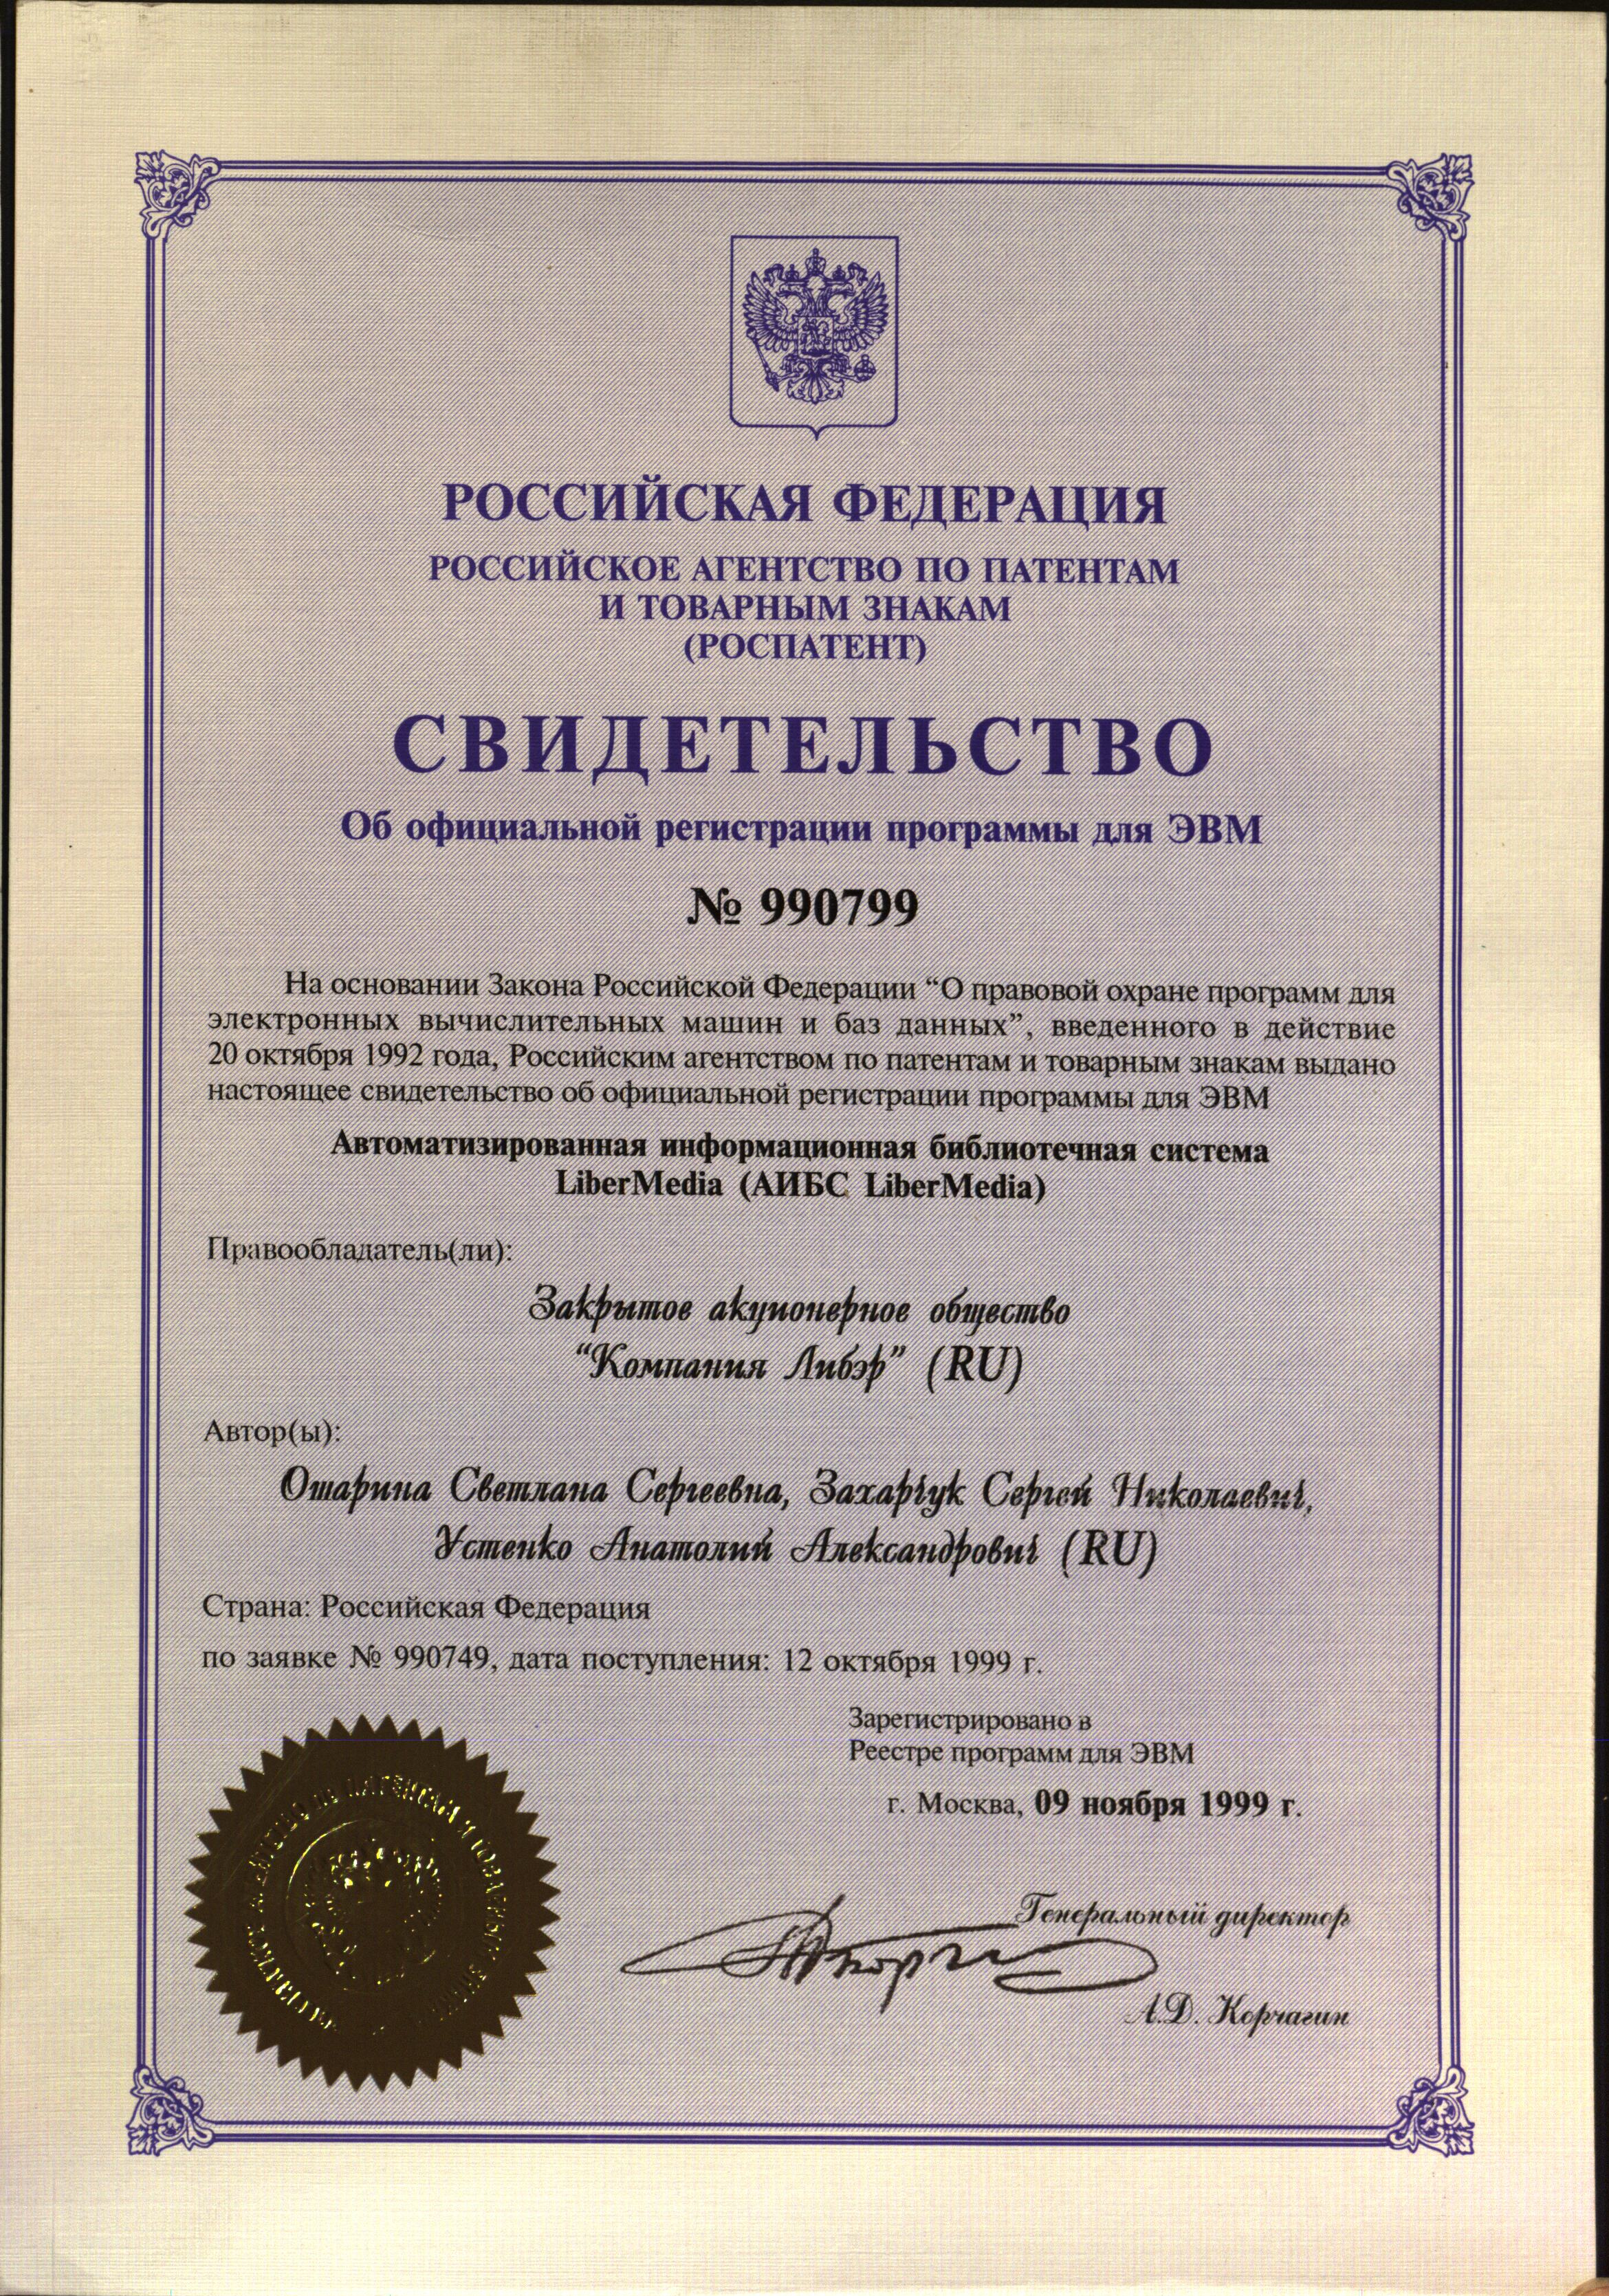 РОССИЙСКАЯ ФЕДЕРАЦИЯ
РОССИЙСКОЕ АГЕНТСТВО ПО ПАТЕНТАМ
И ТОВАРНЫМ ЗНАКАМ
(РОСПАТЕНТ)
СВИДЕТЕЛЬСТВО
Об официальной регистрации программы для ЭВМ
№ 990799
На основании Закона Российской Федерации “О правовой охране программ для
электронных вычислительных машин и баз данных”, введенного в действие
20 октября 1992 года, Российским агентством по патентам и товарным знакам выдано
настоящее свидетельство об официальной регистрации программы для ЭВМ
Автоматизированная информационная библиотечная система
LiberMedia (АИБС LiberMedia)
Правообладатель(ли):
Закрытое акционерное общество
“Компания Либэр” (RU)
Автор(ы):
Ошарина Светлана Сергеевна, Захарчук Сергей Николаевич,
Устенко Анатолий Александрович (RU)
Страна: Российская Федерация
по заявке № 990749, дата поступления: 12 октября 1999 г.
Зарегистрировано в
Реестре программ для ЭВМ
г. Москва, 09 ноября 1999 г.
Генеральный директор
А.Д. Корчагин